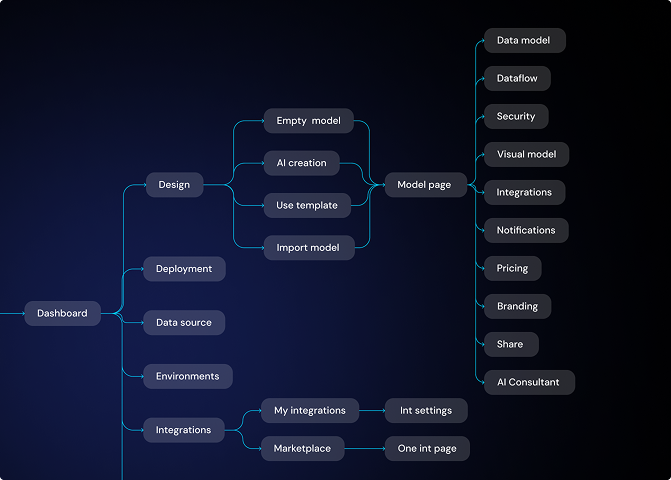 Dashboard
Design
Deployment
Data source
Environments
Integrations
Empty model
AI creation
Use template
Import model
My integrations
Marketplace
Model page
Int settings
One int page
Data model
Dataflow
Security
Visual model
Integrations
Notifications
Pricing
Branding
Share
AI Consultant